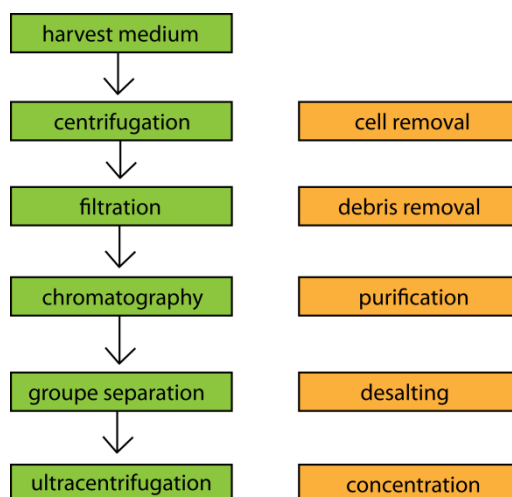 harvest medium
centrifugation
cell removal
filtration
debris removal
chromatography
purification
groupe separation
desalting
ultracentrifugation
concentration